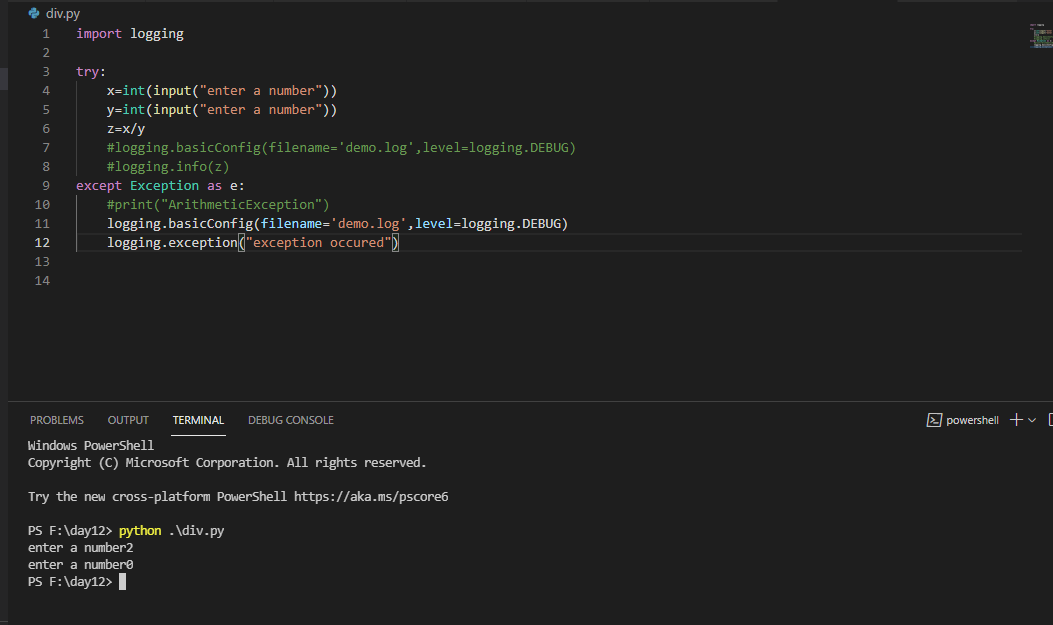 div.py
1 import logging
2
3 try:
4 x=int(input("enter a number"))
5 y=int(input("enter a number"))
6 z=x/y
7 #logging.basicConfig(filename='demo.log',level=logging.DEBUG)
8 #logging.info(z)
9 except Exception as e:
10 #print("ArithmeticException")
11 logging.basicConfig(filename='demo.log',level=logging.DEBUG)
12 logging.exception("exception occured")
13
14
PROBLEMS OUTPUT TERMINAL DEBUG CONSOLE powershell
Windows PowerShell
Copyright (C) Microsoft Corporation. All rights reserved.
Try the new cross-platform PowerShell https://aka.ms/pscore6
PS F:\day12> python .\div.py
enter a number2
enter a number0
PS F:\day12>